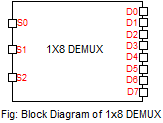 D0
S0
D1
D2
D3
S1
1X8 DEMUX
D4
D5
D6
S2
D7
Fig: Block Diagram of 1x8 DEMUX